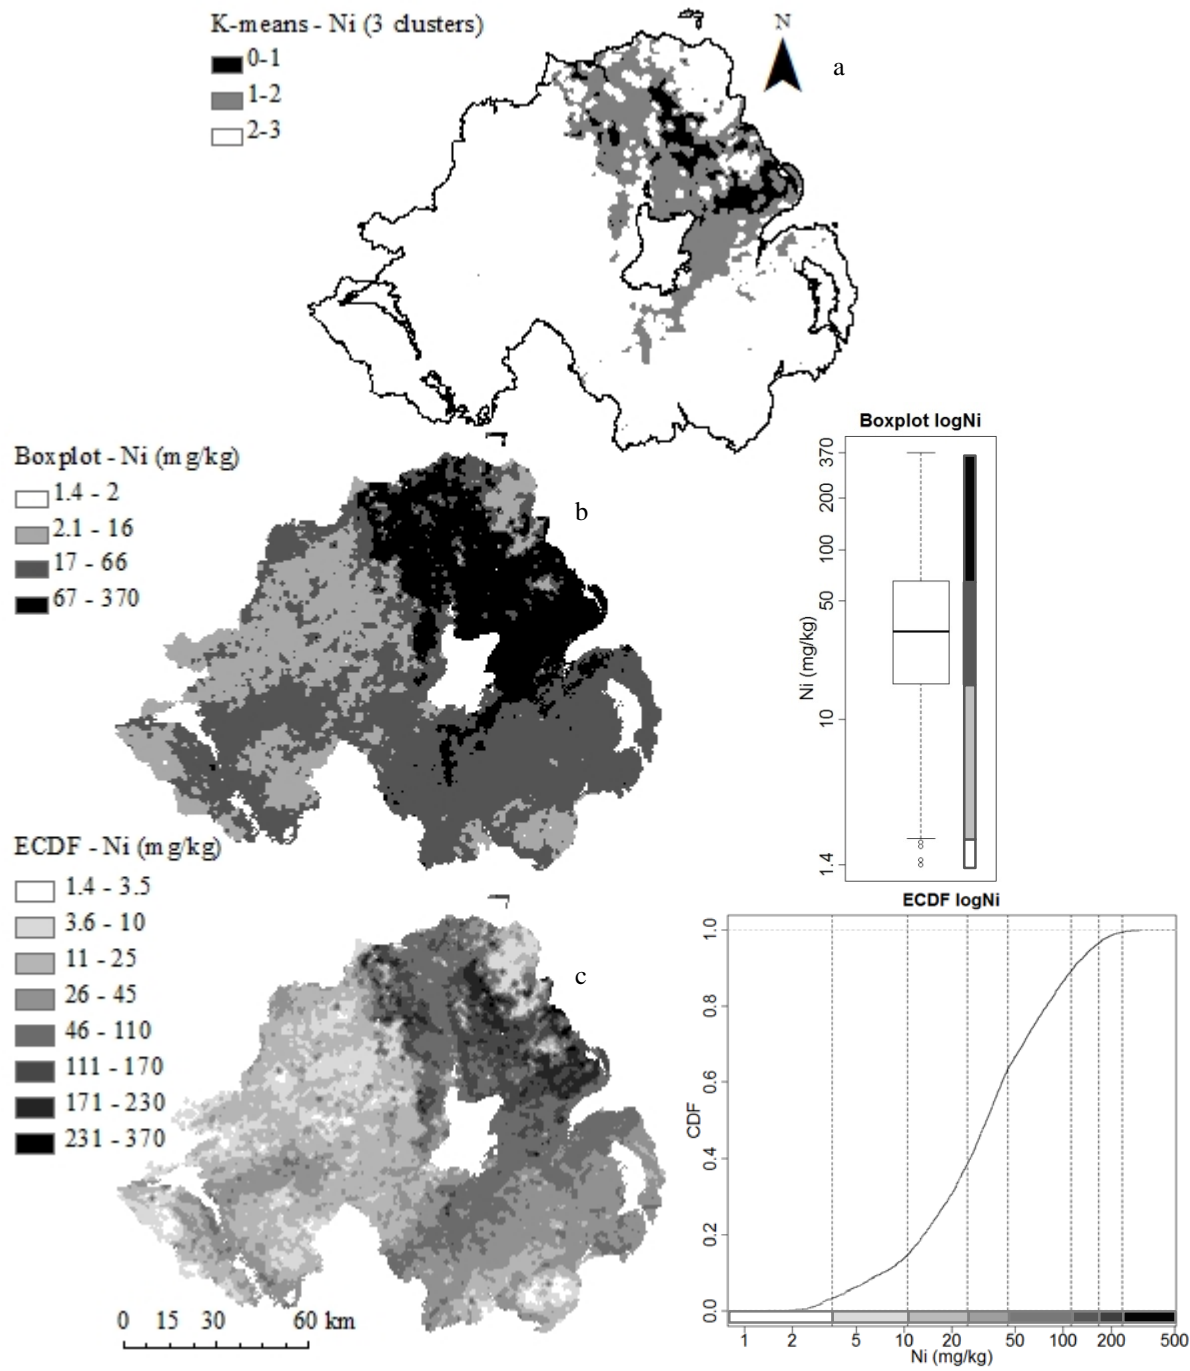 K-means - Ni (3 clusters)
0-1
1-2
2-3
N
a
Boxplot - Ni (mg/kg)
1.4 - 2
2.1 - 16
17 - 66
67 - 370
b
Boxplot logNi
Ni (mg/kg)
370
200
100
50
10
1.4
ECDF - Ni (mg/kg)
1.4 - 3.5
3.6 - 10
11 - 25
26 - 45
46 - 110
111 - 170
171 - 230
231 - 370
c
0 15 30 60 km
ECDF logNi
CDF
1.0
0.8
0.6
0.4
0.2
0.0
1 2 5 10 20 50 100 200 500
Ni (mg/kg)